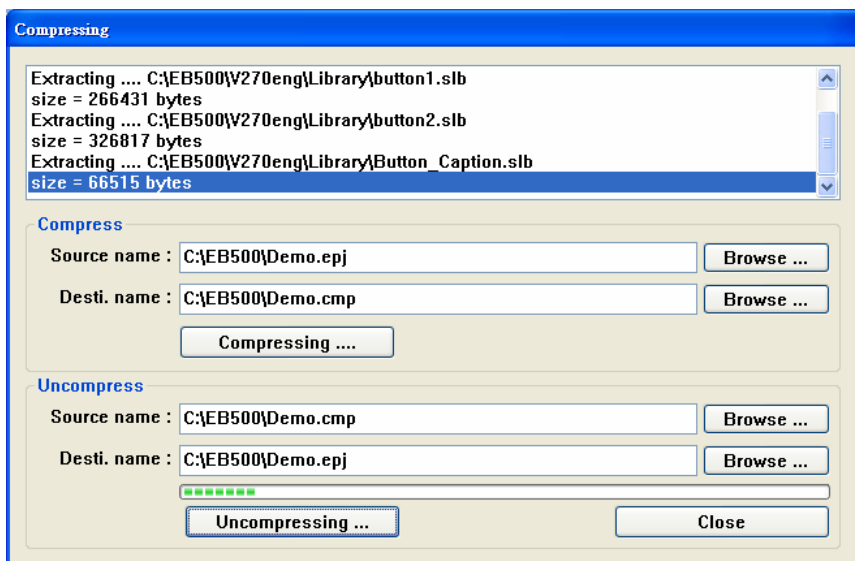 Compressing
Extracting .... C:\EB500\V270eng\Library\button1.slb
size = 266431 bytes
Extracting .... C:\EB500\V270eng\Library\button2.slb
size = 326817 bytes
Extracting .... C:\EB500\V270eng\Library\Button_Caption.slb
size = 66515 bytes
Compress
Source name : C:\EB500\Demo.epj Browse ...
Desti. name : C:\EB500\Demo.cmp Browse ...
Compressing ....
Uncompress
Source name : C:\EB500\Demo.cmp Browse ...
Desti. name : C:\EB500\Demo.epj Browse ...
Uncompressing ... Close